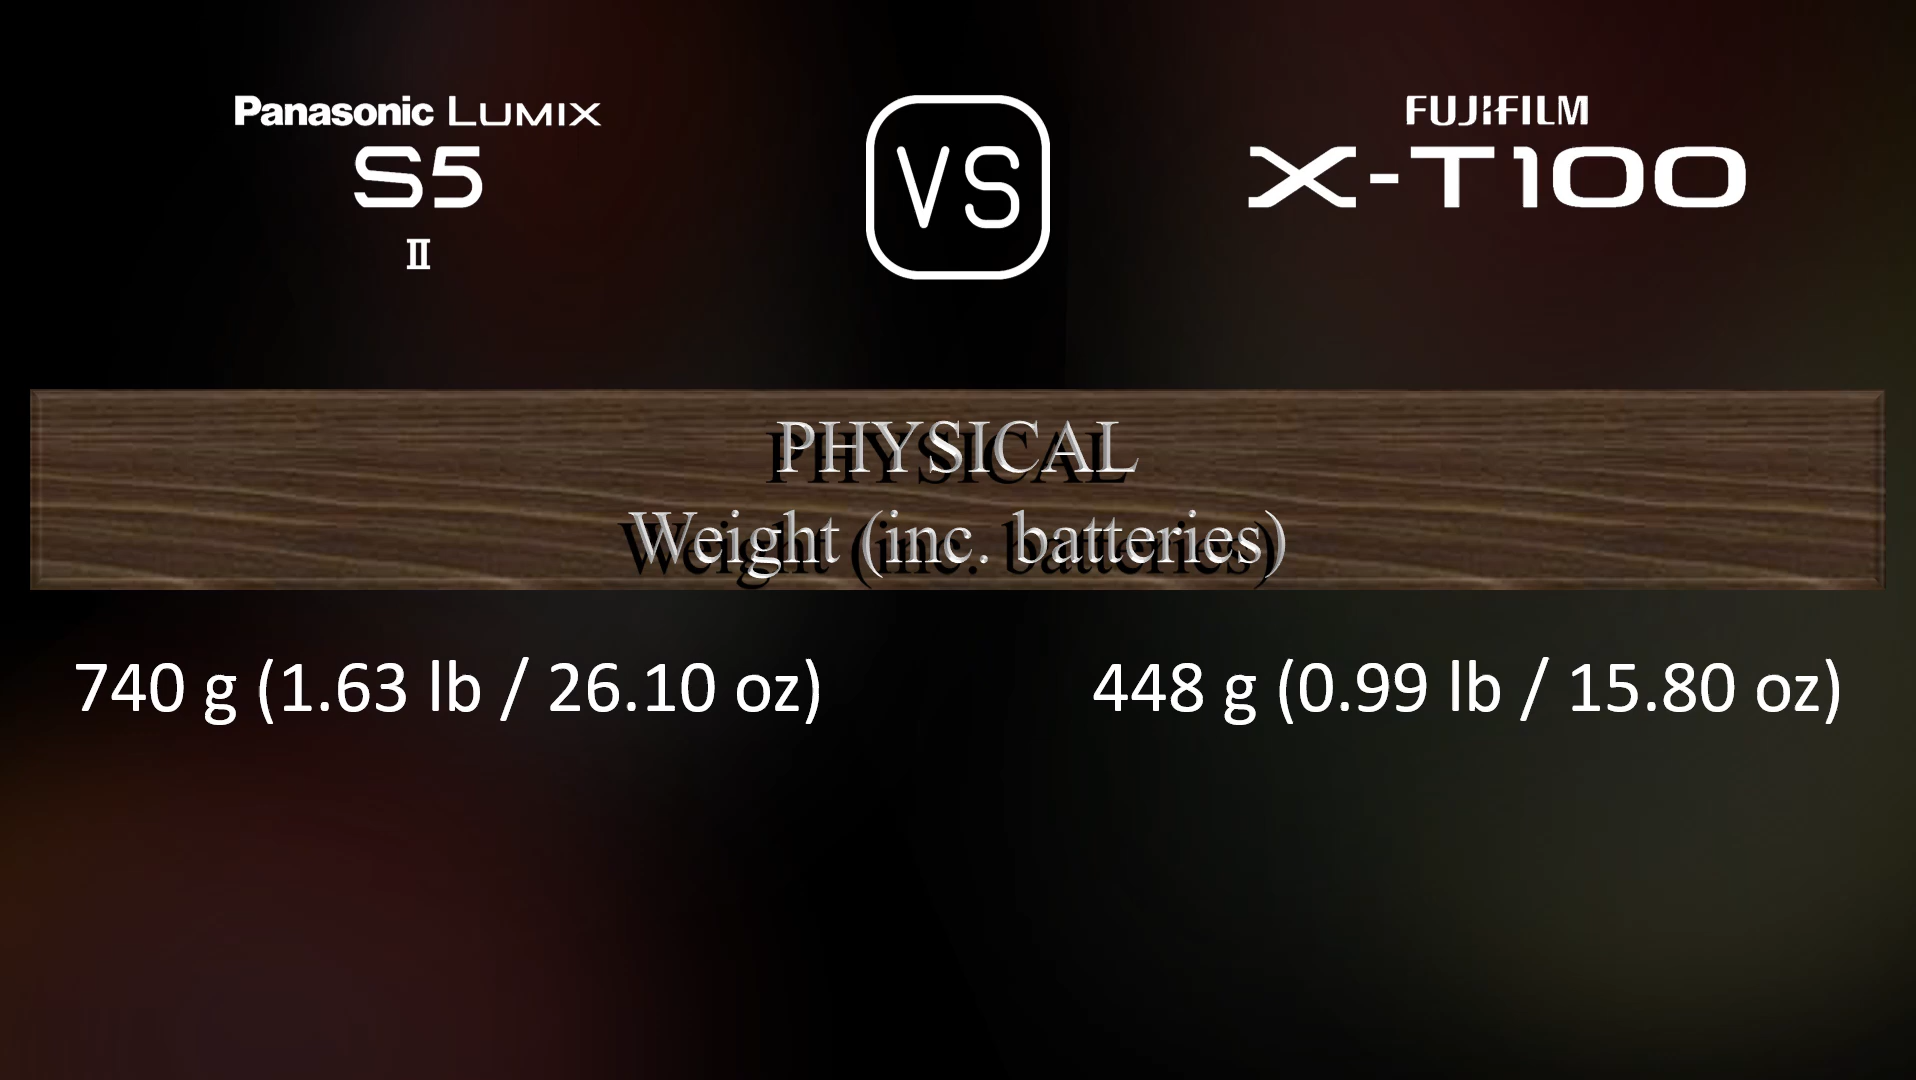 Panasonic LUMIX
S5
II
VS
FUJIFILM
X-T100
PHYSICAL
Weight (inc. batteries)
740 g (1.63 lb / 26.10 oz)
448 g (0.99 lb / 15.80 oz)